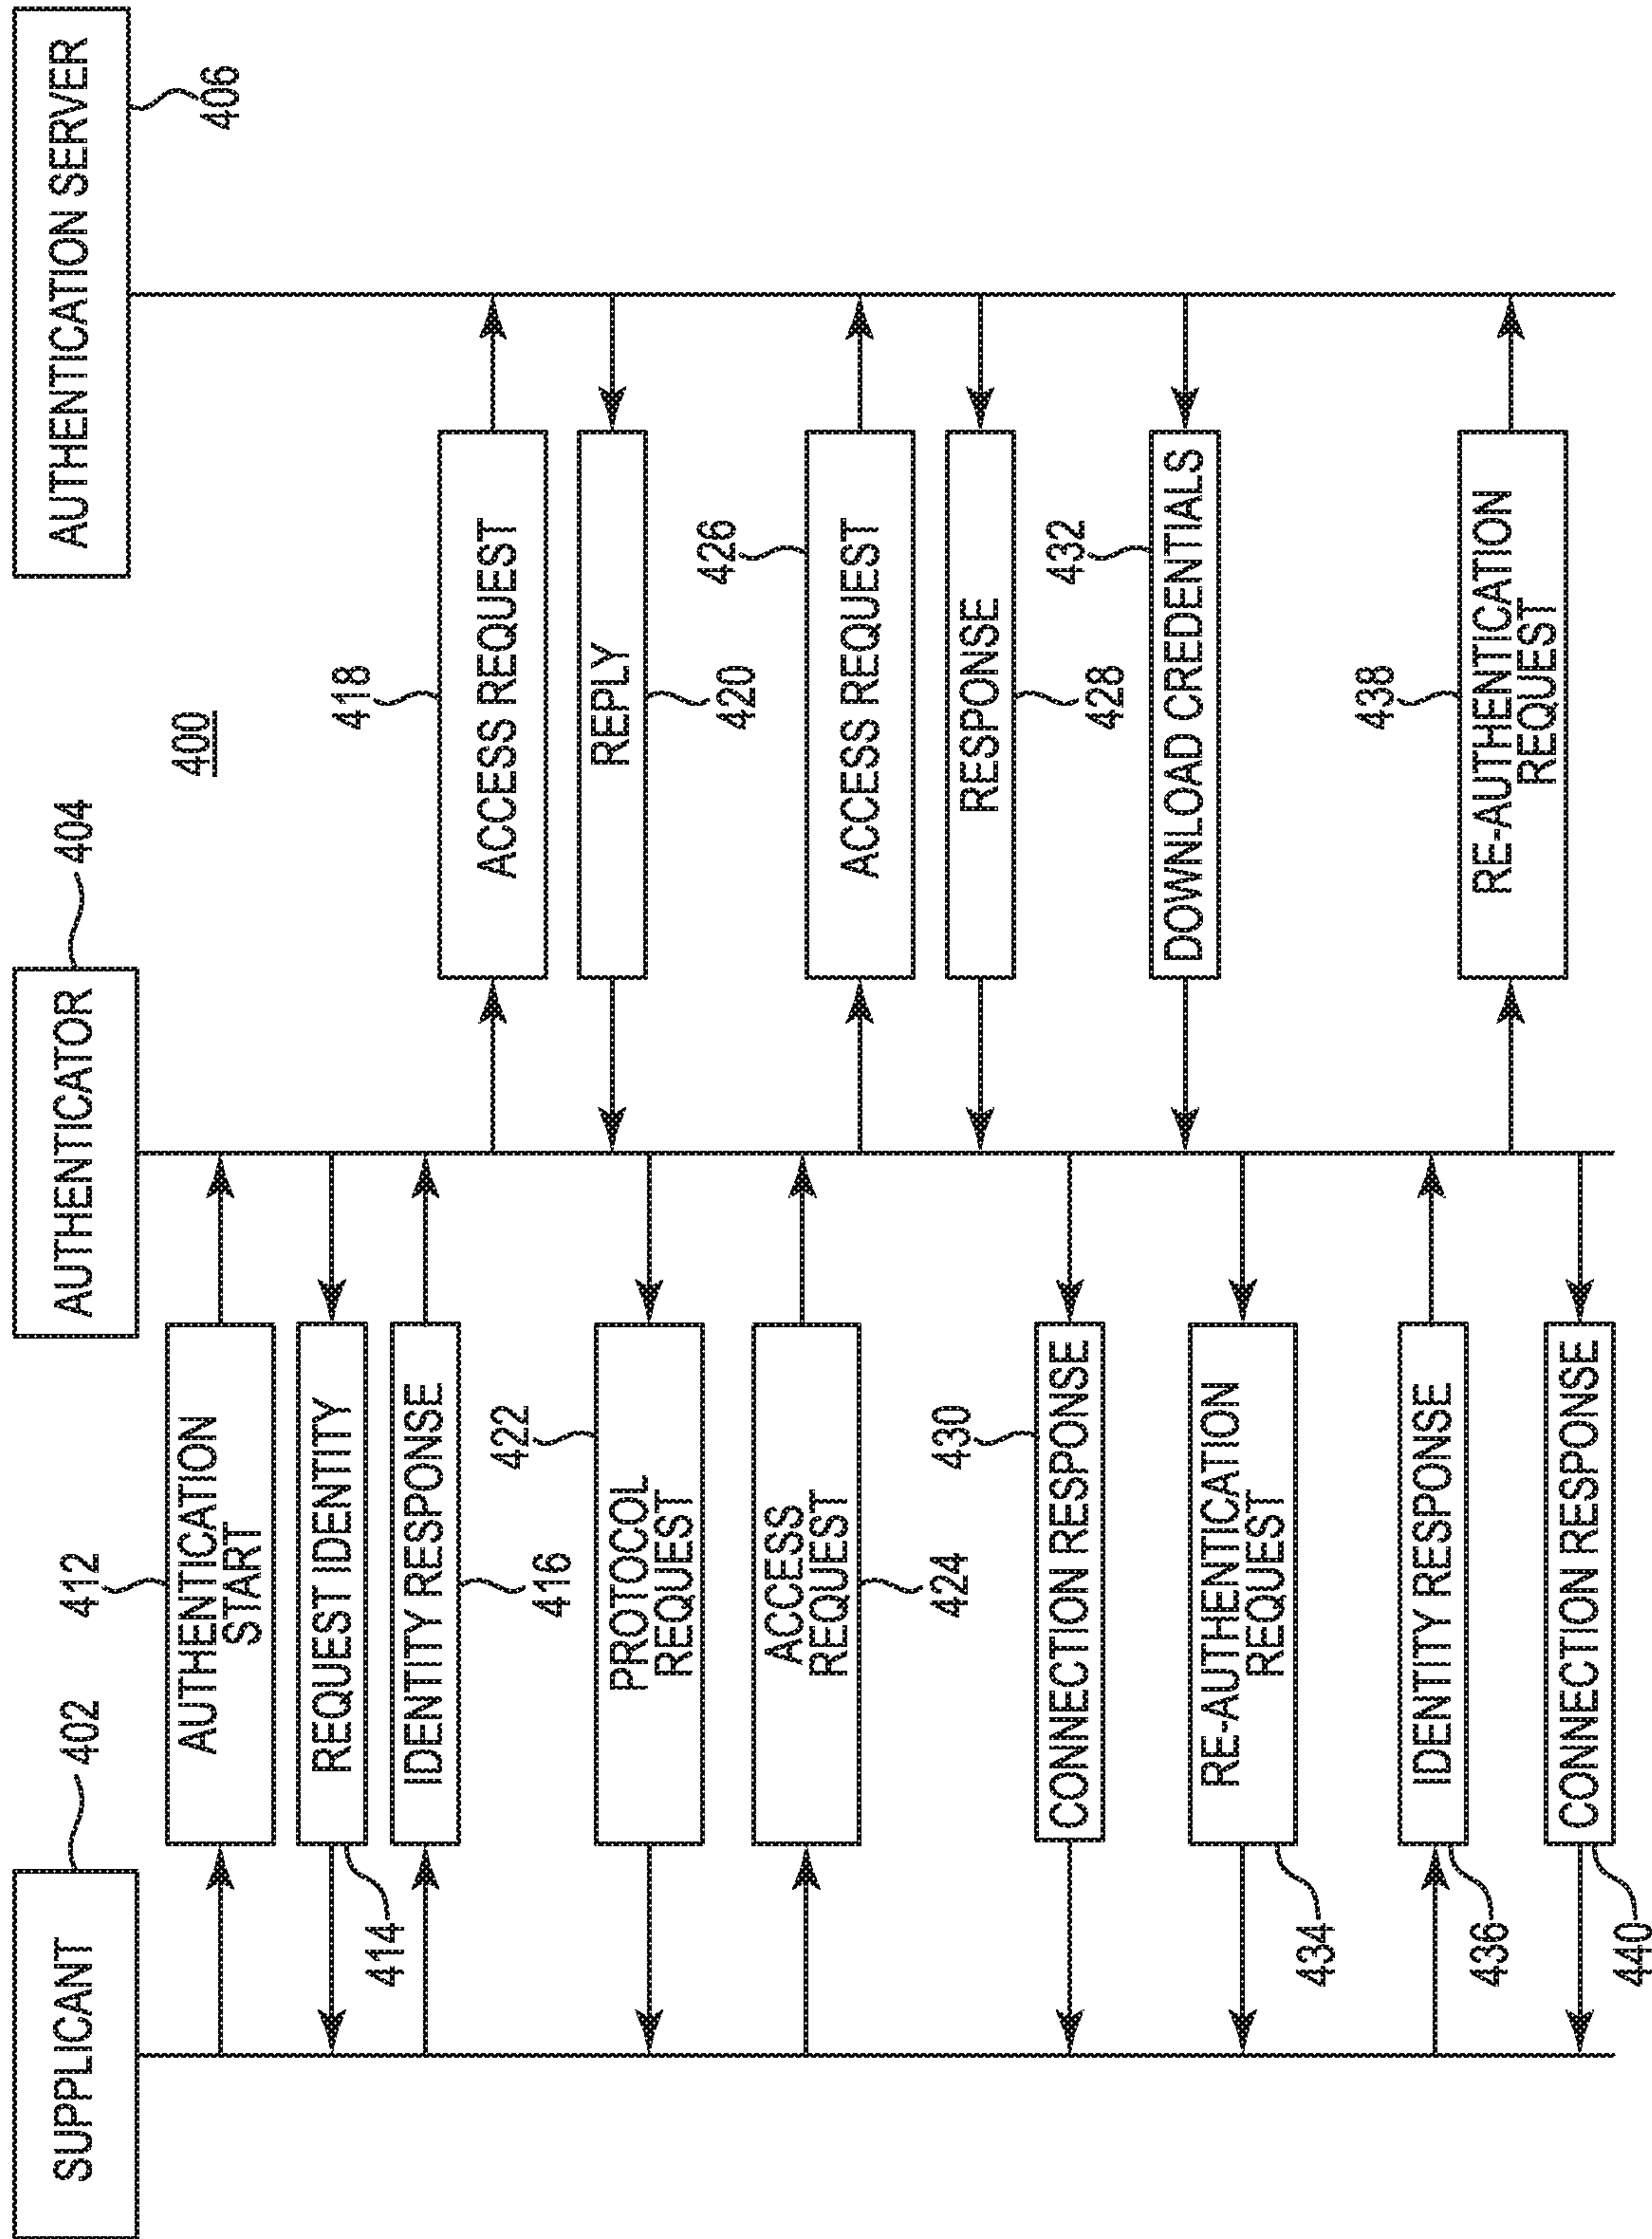 SUPPLICANT
402
AUTHENTICATOR
404
AUTHENTICATION SERVER
406
400
412
AUTHENTICATION
START
REQUEST IDENTITY
414
IDENTITY RESPONSE
416
418
ACCESS REQUEST
REPLY
420
422
PROTOCOL
REQUEST
ACCESS
REQUEST
424
426
ACCESS REQUEST
RESPONSE
428
430
CONNECTION RESPONSE
432
DOWNLOAD CREDENTIALS
RE-AUTHENTICATION
REQUEST
434
IDENTITY RESPONSE
436
438
RE-AUTHENTICATION
REQUEST
CONNECTION RESPONSE
440